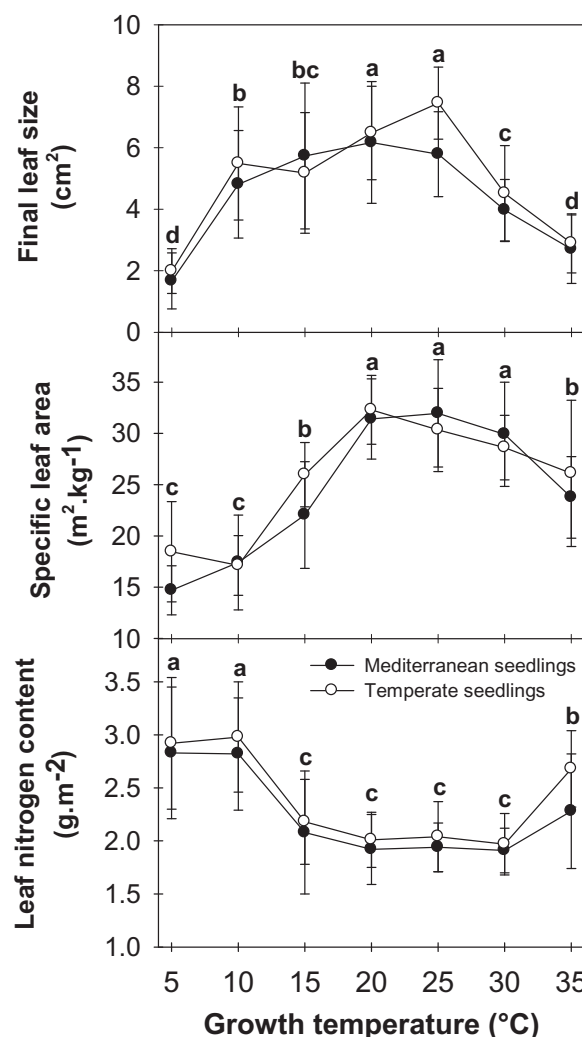 10
8
6
4
2
0
Final leaf size
(cm²)
d
b
bc
a
a
c
d
35
30
25
20
15
10
Specific leaf area
(m².kg-1)
c
c
b
a
a
a
b
3.5
3.0
2.5
2.0
1.5
1.0
Leaf nitrogen content
(g.m-2)
Mediterranean seedlings
Temperate seedlings
a
a
c
c
c
c
b
5 10 15 20 25 30 35
Growth temperature (°C)